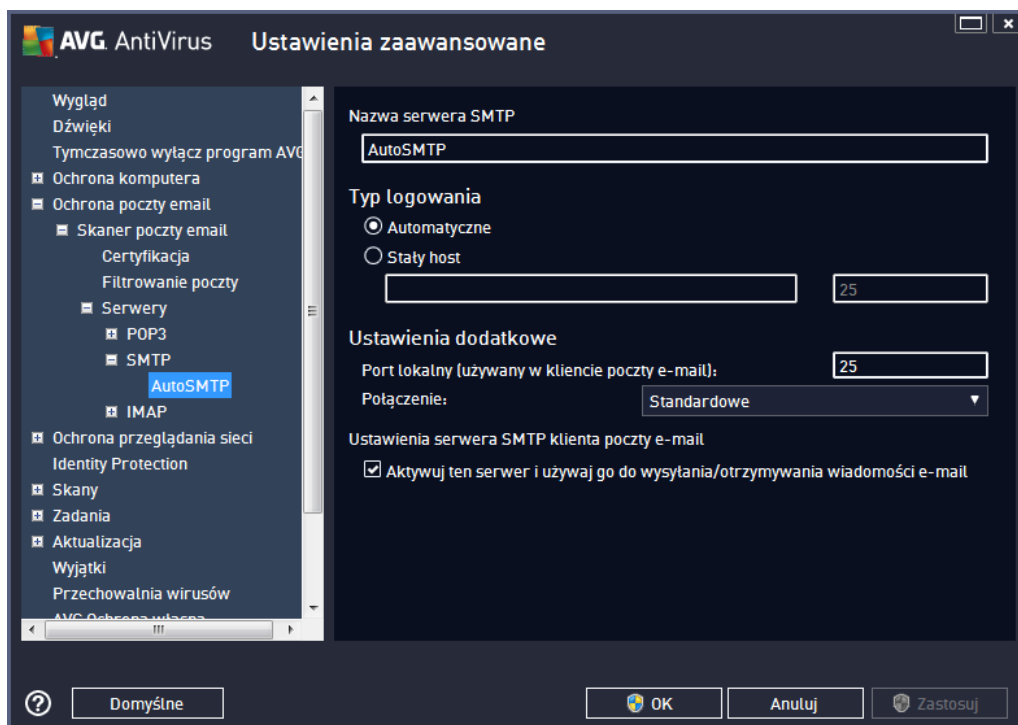 AVG. AntiVirus Ustawienia zaawansowane
Wygląd
Dźwięki
Tymczasowo wyłącz program AVG
Ochrona komputera
Ochrona poczty email
Skaner poczty email
Certyfikacja
Filtrowanie poczty
Serwery
POP3
SMTP
AutoSMTP
IMAP
Ochrona przeglądania sieci
Identity Protection
Skany
Zadania
Aktualizacja
Wyjątki
Przechowalnia wirusów
AVG Ochrona własna
Nazwa serwera SMTP
AutoSMTP
Typ logowania
Automatyczne
Stały host
25
Ustawienia dodatkowe
Port lokalny (używany w kliencie poczty e-mail): 25
Połączenie: Standardowe
Ustawienia serwera SMTP klienta poczty e-mail
Aktywuj ten serwer i używaj go do wysyłania/otrzymywania wiadomości e-mail
Domyślne OK Anuluj Zastosuj